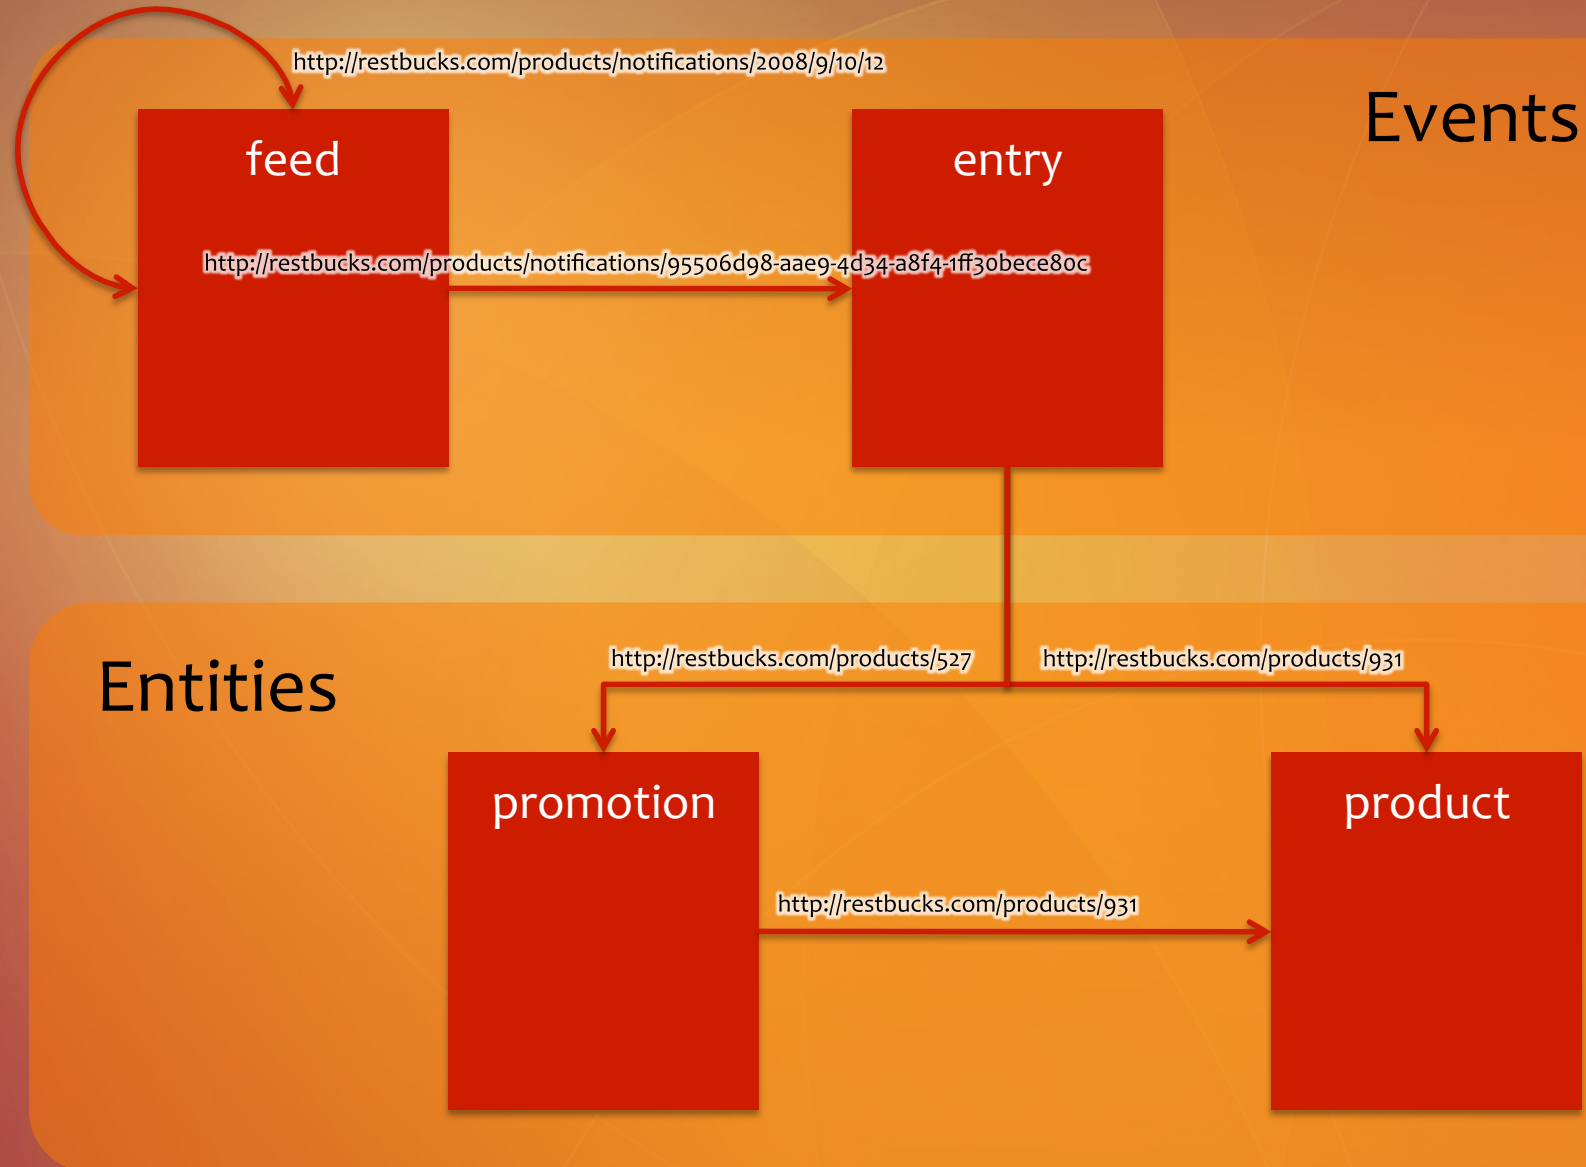 http://restbucks.com/products/notifications/2008/9/10/12
Events
feed
entry
http://restbucks.com/products/notifications/95506d98-aae9-4d34-a8f4-1ff30bece80c
Entities
http://restbucks.com/products/527
http://restbucks.com/products/931
promotion
product
http://restbucks.com/products/931